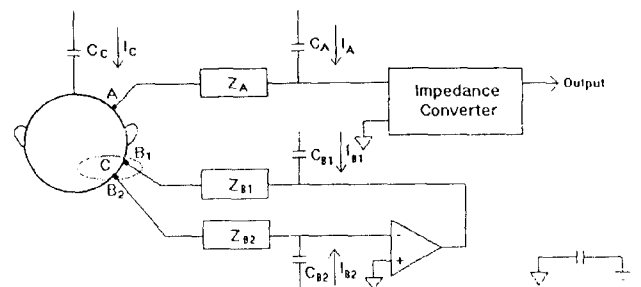 C_C I_C
C_A I_A
A
Z_A
Impedance
Converter
Output
B_1
C
B_2
C_B1 I_B1
Z_B1
Z_B2
-
+
C_B2 I_B2